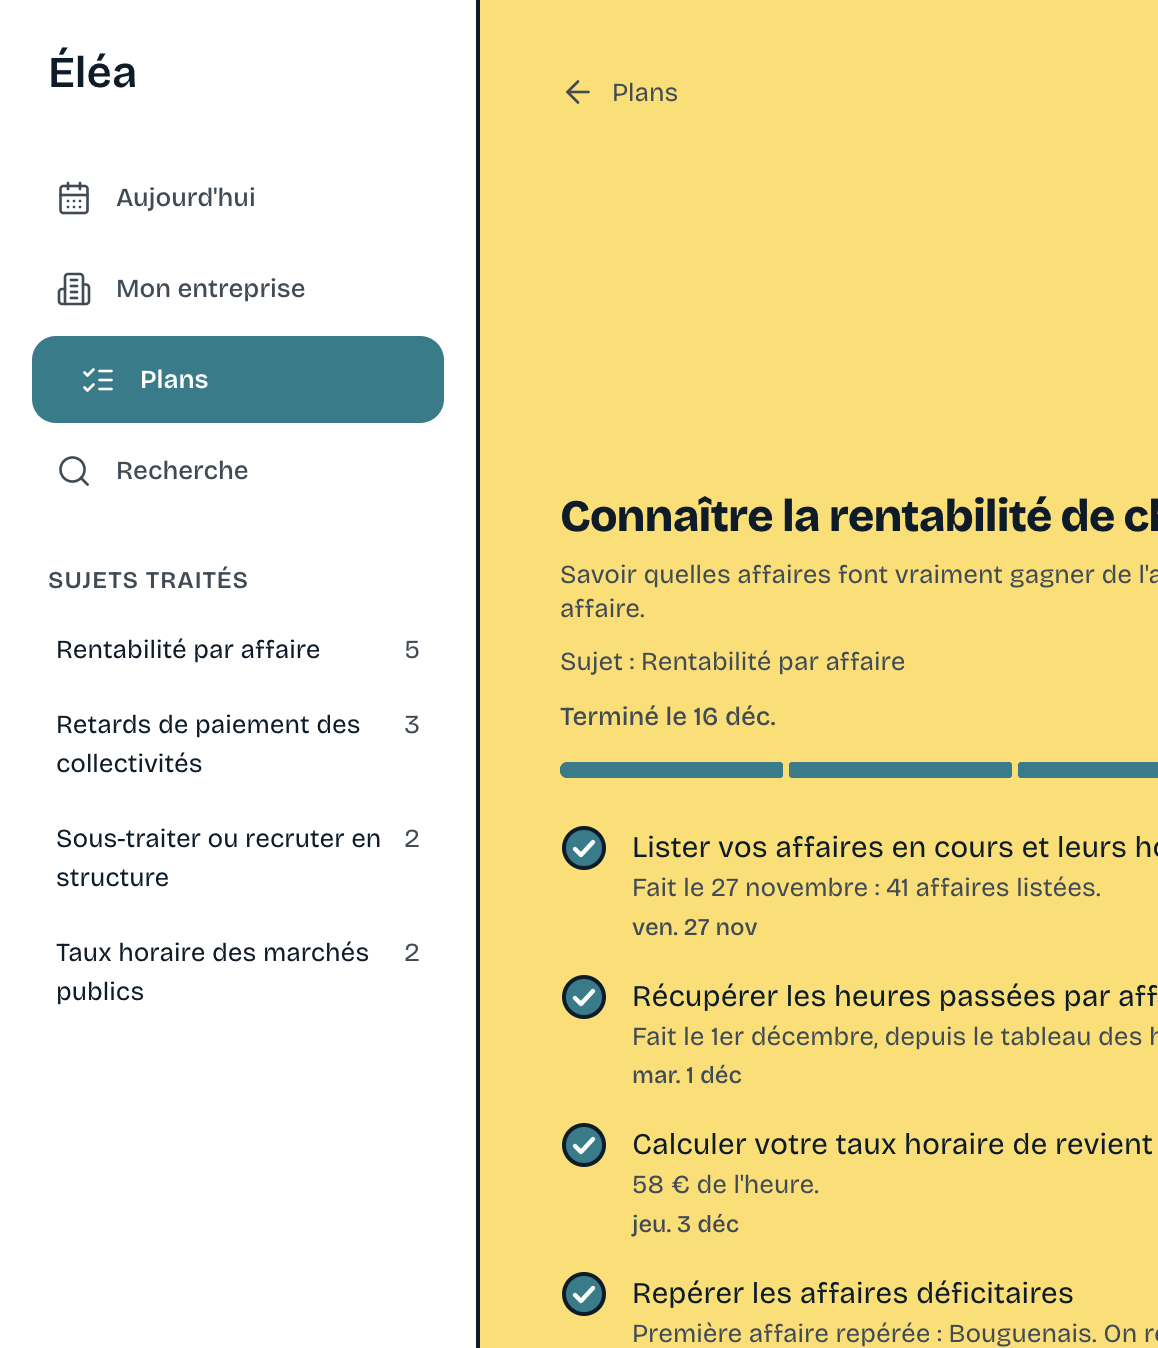 Éléa
Aujourd'hui
Mon entreprise
Plans
Recherche
SUJETS TRAITÉS
Rentabilité par affaire 5
Retards de paiement des 3
collectivités
Sous-traiter ou recruter en 2
structure
Taux horaire des marchés 2
publics
Plans
Connaître la rentabilité de
Savoir quelles affaires font vraiment gagner de
affaire.
Sujet : Rentabilité par affaire
Terminé le 16 déc.
Lister vos affaires en cours et leurs
Fait le 27 novembre : 41 affaires listées.
ven. 27 nov
Récupérer les heures passées par
Fait le 1er décembre, depuis le tableau des
mar. 1 déc
Calculer votre taux horaire de revient
58 € de l'heure.
jeu. 3 déc
Repérer les affaires déficitaires
Première affaire repérée : Bouguenais. On